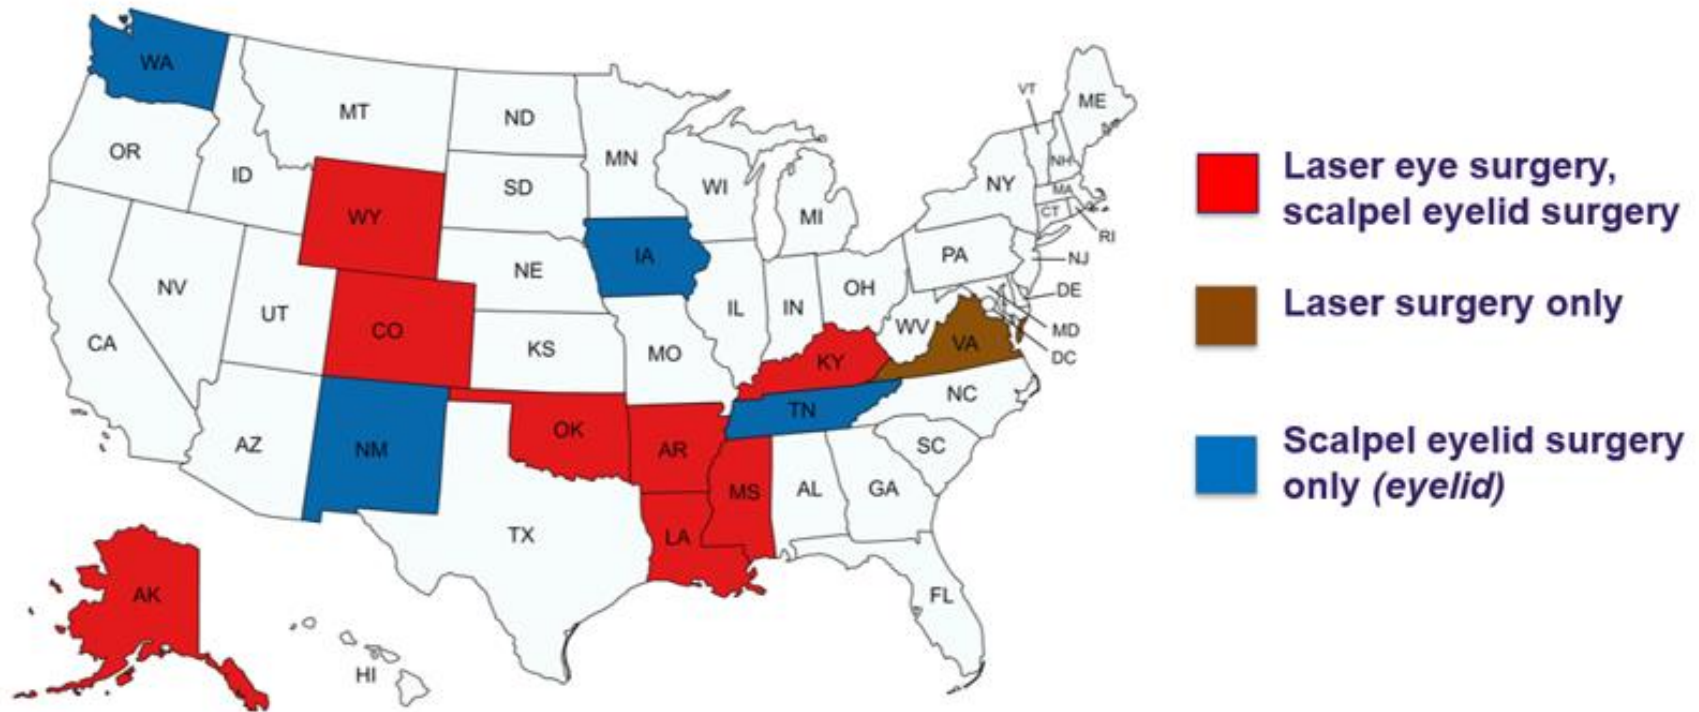 WA
MT
ND
MN
OR
ID
SD
WI
MI
NY
VT
NH
ME
MA
CT
RI
WY
IA
NE
PA
NJ
NV
UT
CO
IL
IN
OH
DE
MD
DC
CA
KS
MO
WV
VA
KY
NC
AZ
NM
OK
AR
TN
SC
MS
AL
GA
TX
LA
FL
AK
HI
Laser eye surgery,
scalpel eyelid surgery
Laser surgery only
Scalpel eyelid surgery
only (eyelid)